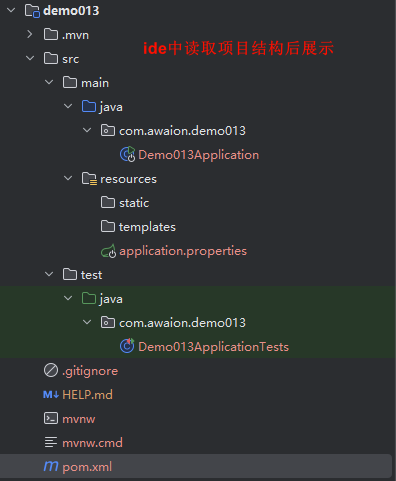 demo013
.mvn
ide中读取项目结构后展示
src
main
java
com.awaion.demo013
Demo013Application
resources
static
templates
application.properties
test
java
com.awaion.demo013
Demo013ApplicationTests
.gitignore
HELP.md
mvnw
mvnw.cmd
pom.xml